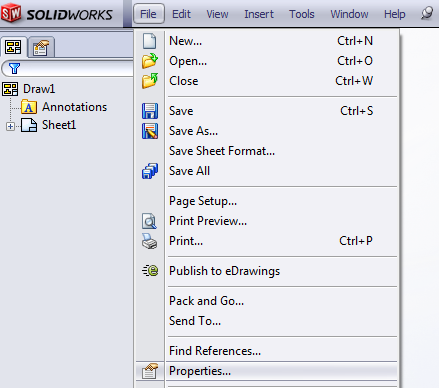 SW SOLIDWORKS File Edit View Insert Tools Window Help
New... Ctrl+N
Open... Ctrl+O
Close Ctrl+W
Save Ctrl+S
Save As...
Save Sheet Format...
Save All
Page Setup...
Print Preview...
Print... Ctrl+P
Publish to eDrawings
Pack and Go...
Send To...
Find References...
Properties...
Draw1
A Annotations
Sheet1